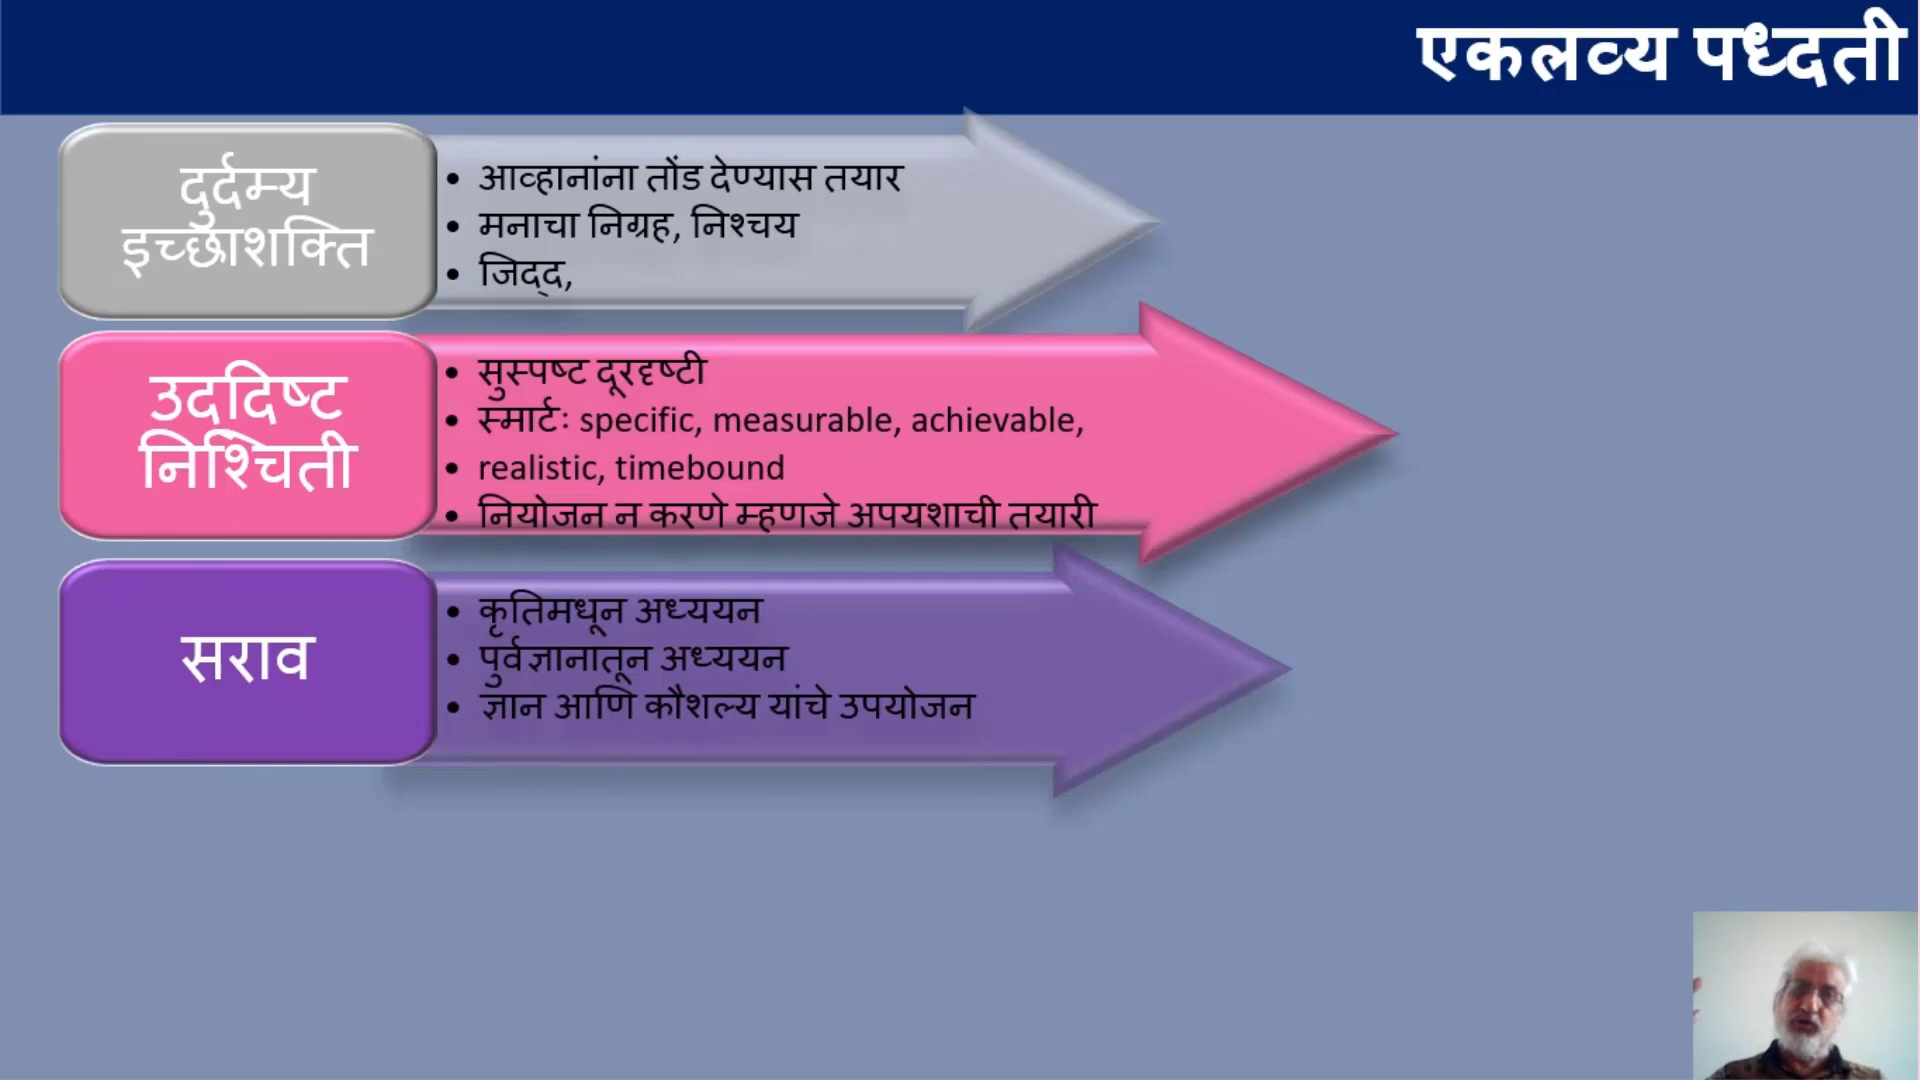 एकलव्य पध्दती
दुर्दम्य
इच्छाशक्ति
• आव्हानांना तोंड देण्यास तयार
• मनाचा निग्रह, निश्चय
• जिद्द,
उददिष्ट
निश्चिती
• सुस्पष्ट दूरदृष्टी
• स्मार्टः specific, measurable, achievable,
• realistic, timebound
• नियोजन न करणे म्हणजे अपयशाची तयारी
सराव
• कृतिमधून अध्ययन
• पुर्वज्ञानातून अध्ययन
• ज्ञान आणि कौशल्य यांचे उपयोजन